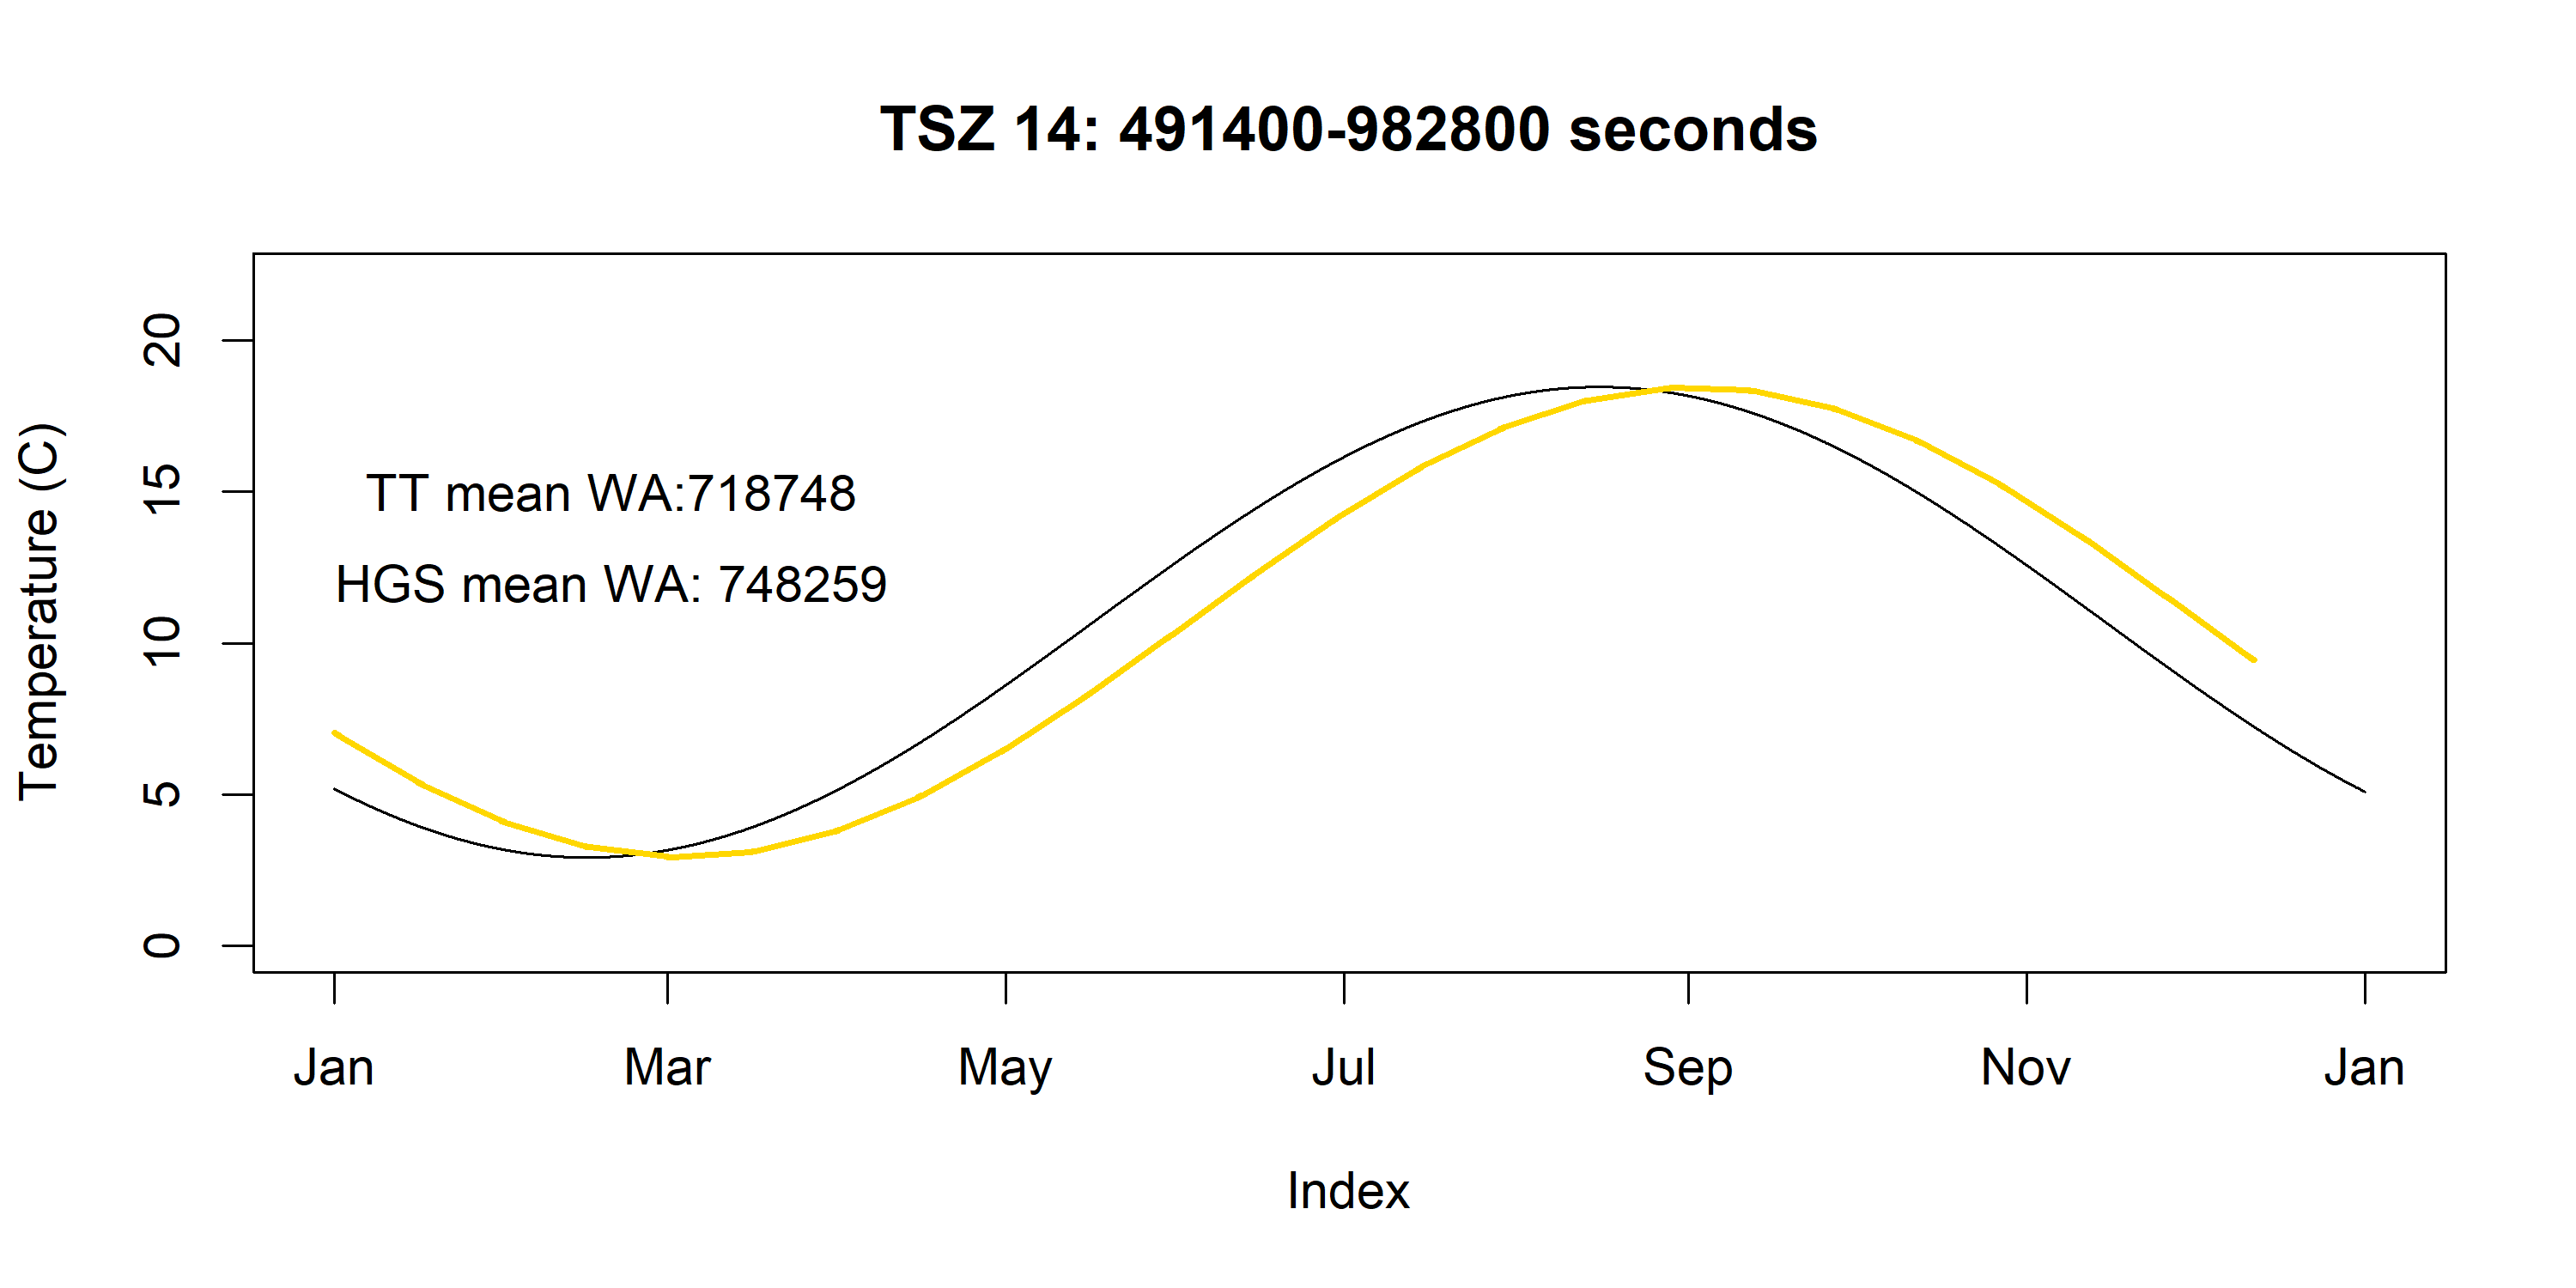 TSZ 14: 491400-982800 seconds
Temperature (C)
20
15
10
5
0
TT mean WA:718748
HGS mean WA: 748259
Jan Mar May Jul Sep Nov Jan
Index